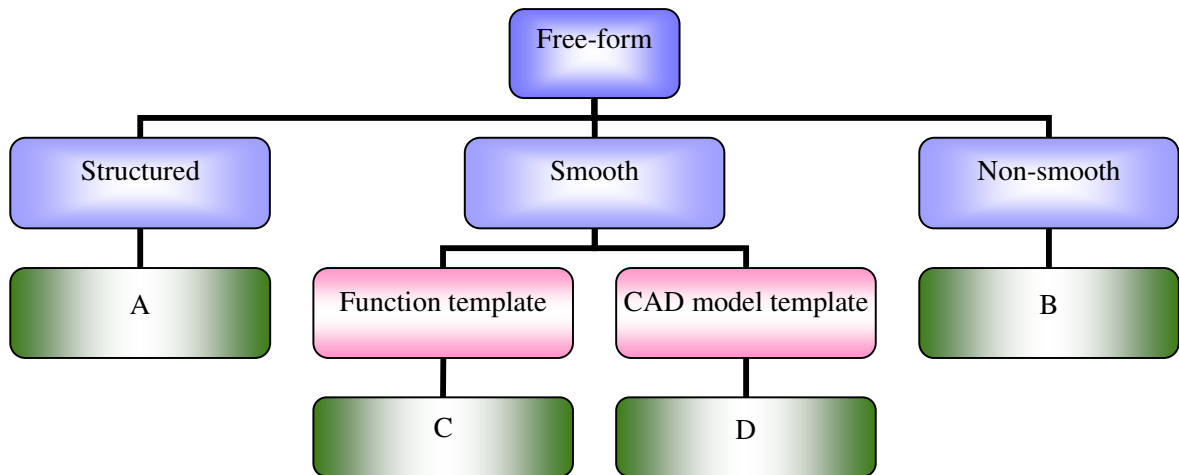 Free-form
Structured
Smooth
Non-smooth
A
Function template
CAD model template
B
C
D